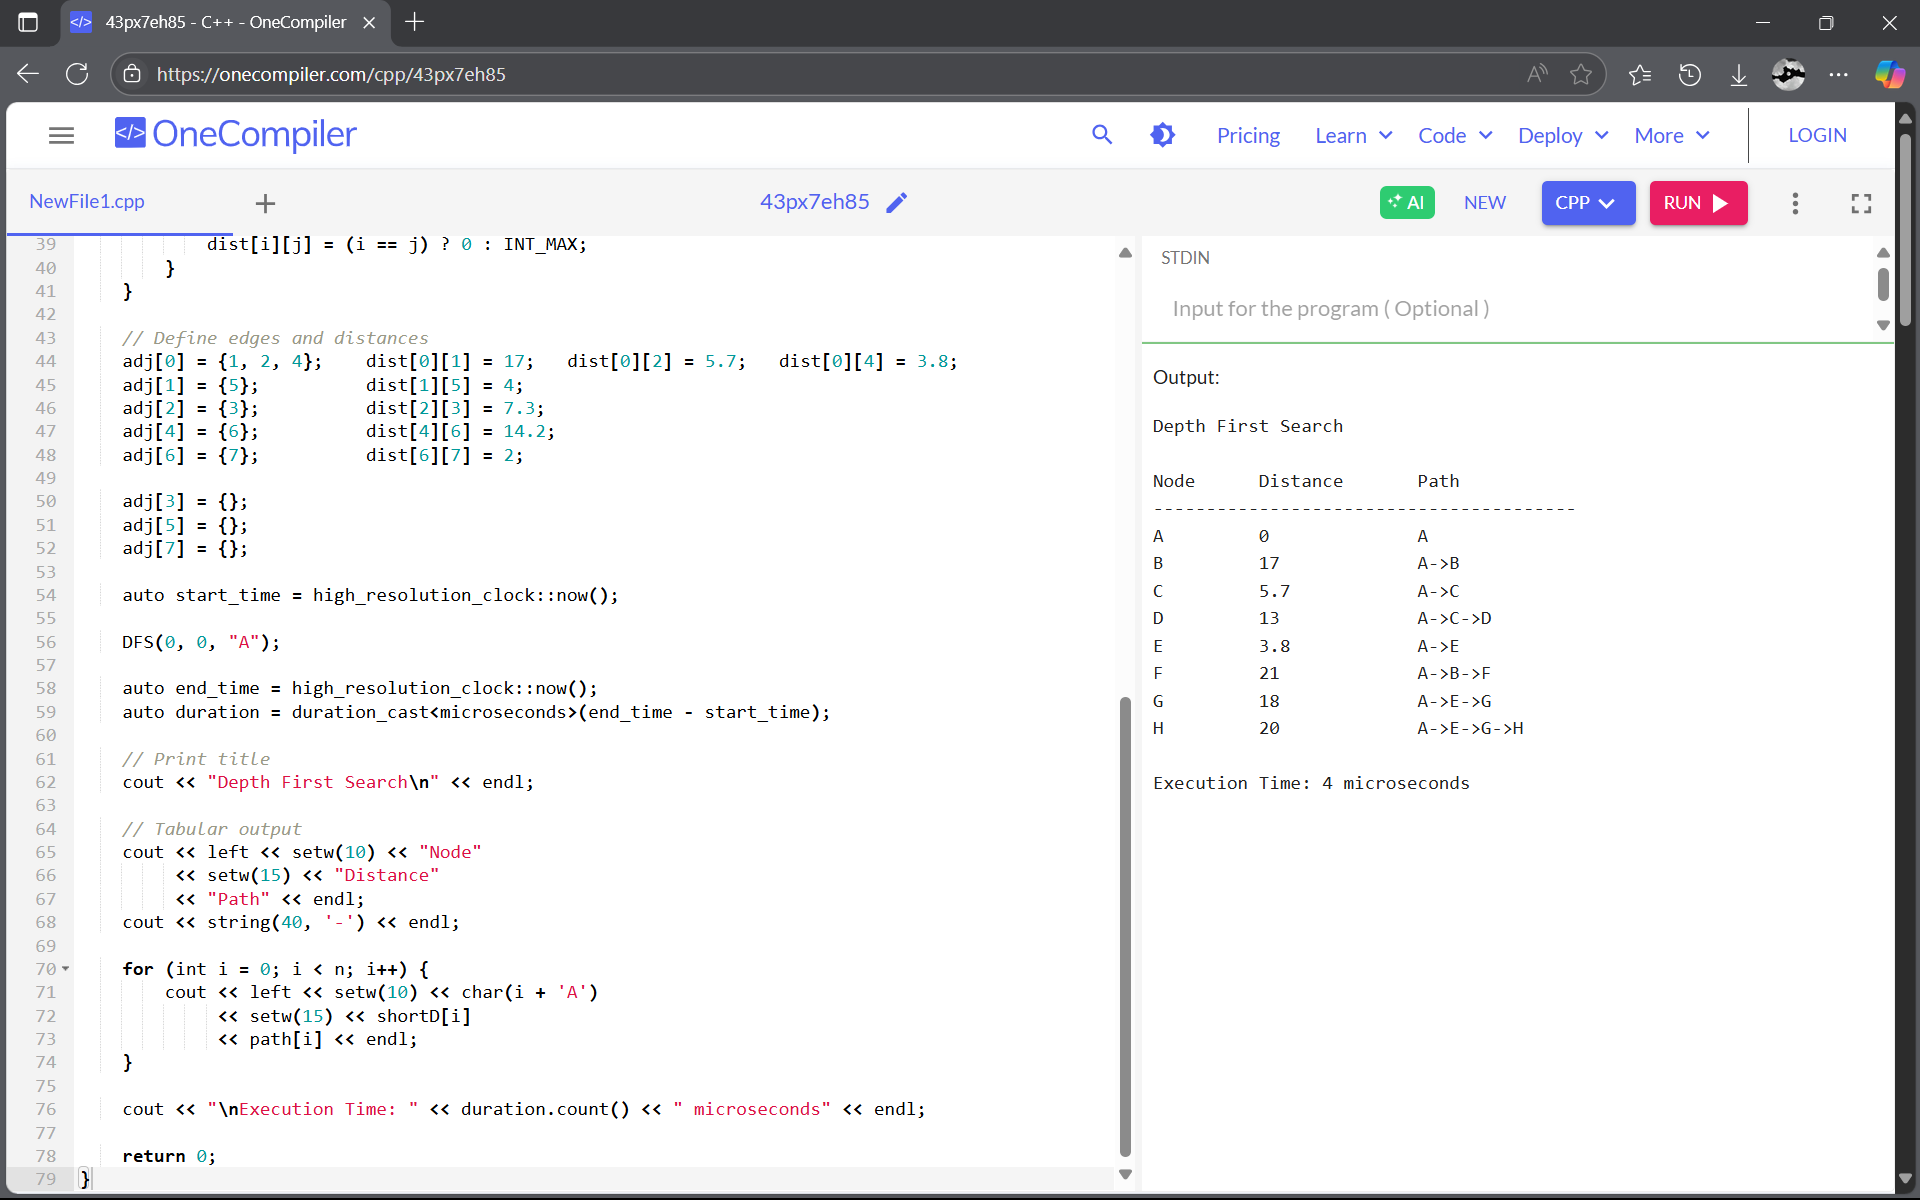 43px7eh85 - C++ - OneCompiler
https://onecompiler.com/cpp/43px7eh85
</> OneCompiler
Pricing Learn Code Deploy More LOGIN
NewFile1.cpp + 43px7eh85 AI NEW CPP RUN
39 dist[i][j] = (i == j) ? 0 : INT_MAX;
40 }
41 }
42
43 // Define edges and distances
44 adj[0] = {1, 2, 4}; dist[0][1] = 17; dist[0][2] = 5.7; dist[0][4] = 3.8;
45 adj[1] = {5}; dist[1][5] = 4;
46 adj[2] = {3}; dist[2][3] = 7.3;
47 adj[4] = {6}; dist[4][6] = 14.2;
48 adj[6] = {7}; dist[6][7] = 2;
49
50 adj[3] = {};
51 adj[5] = {};
52 adj[7] = {};
53
54 auto start_time = high_resolution_clock::now();
55
56 DFS(0, 0, "A");
57
58 auto end_time = high_resolution_clock::now();
59 auto duration = duration_cast<microseconds>(end_time - start_time);
60
61 // Print title
62 cout << "Depth First Search\n" << endl;
63
64 // Tabular output
65 cout << left << setw(10) << "Node"
66 << setw(15) << "Distance"
67 << "Path" << endl;
68 cout << string(40, '-') << endl;
69
70 for (int i = 0; i < n; i++) {
71 cout << left << setw(10) << char(i + 'A')
72 << setw(15) << shortD[i]
73 << path[i] << endl;
74 }
75
76 cout << "\nExecution Time: " << duration.count() << " microseconds" << endl;
77
78 return 0;
79 }
STDIN
Input for the program ( Optional )
Output:
Depth First Search
Node Distance Path
----------------------------------------
A 0 A
B 17 A->B
C 5.7 A->C
D 13 A->C->D
E 3.8 A->E
F 21 A->B->F
G 18 A->E->G
H 20 A->E->G->H
Execution Time: 4 microseconds